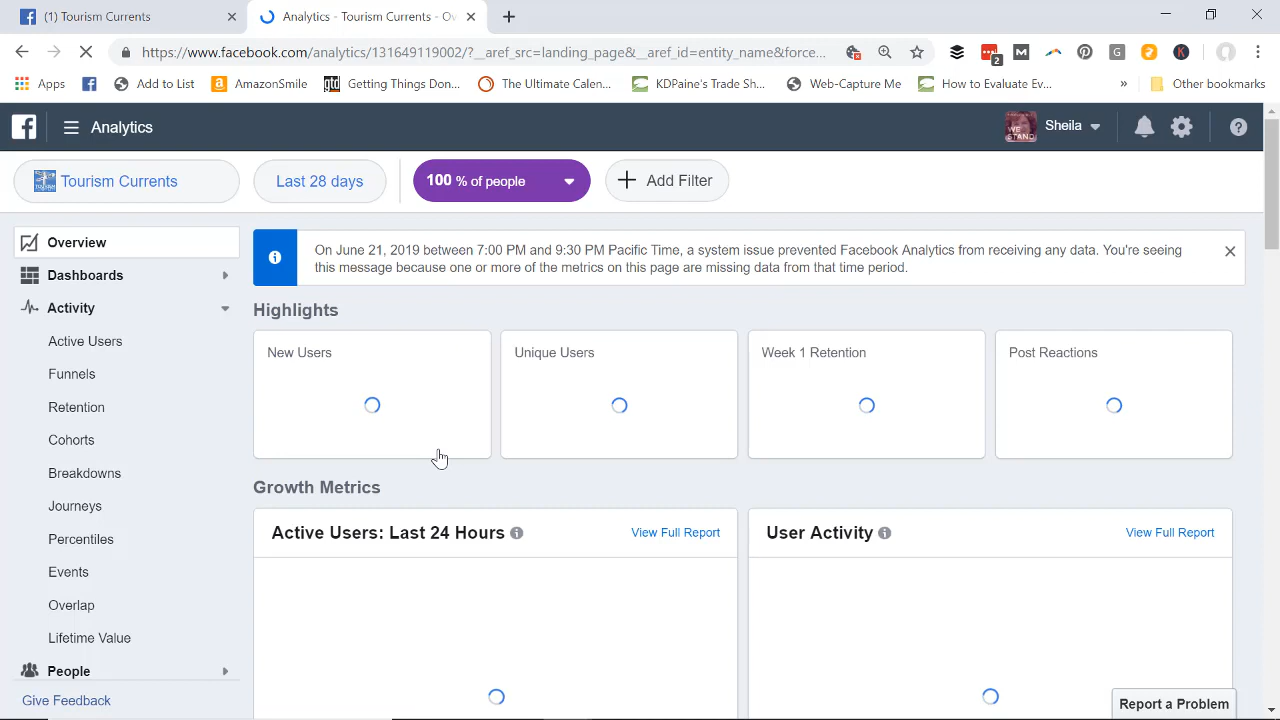 (1) Tourism Currents
Analytics - Tourism Currents - Ov
https://www.facebook.com/analytics/131649119002/?__aref_src=landing_page&__aref_id=entity_name&force...
2
M
G
K
Apps
Add to List
a
AmazonSmile
gtd
Getting Things Don...
The Ultimate Calen...
KDPaine's Trade Sh...
Web-Capture Me
How to Evaluate Ev...
»
Other bookmarks
Analytics
WE STAND
Sheila
?
Tourism Currents
Last 28 days
100 % of people
+ Add Filter
Overview
Dashboards
Activity
Active Users
Funnels
Retention
Cohorts
Breakdowns
Journeys
Percentiles
Events
Overlap
Lifetime Value
People
Give Feedback
On June 21, 2019 between 7:00 PM and 9:30 PM Pacific Time, a system issue prevented Facebook Analytics from receiving any data. You're seeing
this message because one or more of the metrics on this page are missing data from that time period.
Highlights
New Users
Unique Users
Week 1 Retention
Post Reactions
Growth Metrics
Active Users: Last 24 Hours
View Full Report
User Activity
View Full Report
Report a Problem